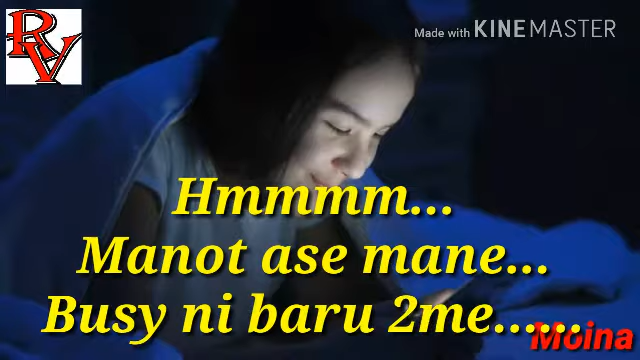 RV
Made with KINEMASTER
Hmmmm...
Manot ase mane...
Busy ni baru 2me......
Moina